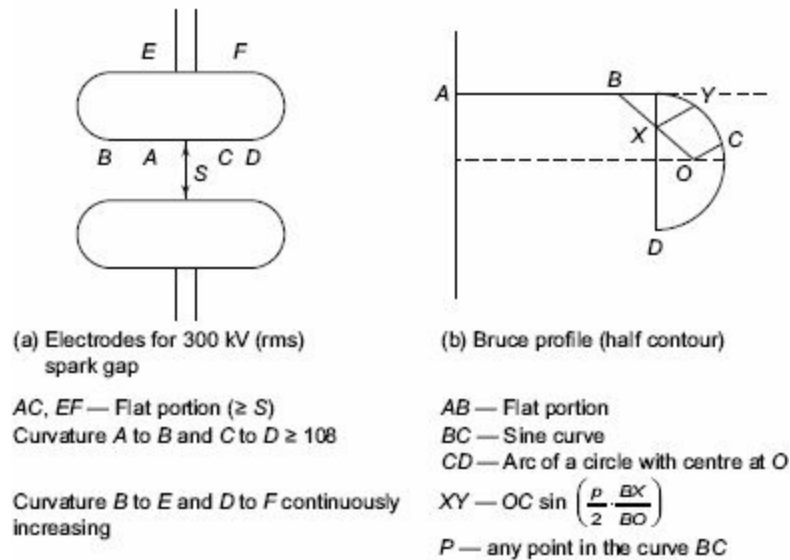 E F
B A C D
S
A B Y
X C
O
D
(a) Electrodes for 300 kV (rms)
spark gap
AC, EF — Flat portion (≥ S)
Curvature A to B and C to D ≥ 108
Curvature B to E and D to F continuously
increasing
(b) Bruce profile (half contour)
AB — Flat portion
BC — Sine curve
CD — Arc of a circle with centre at O
XY — OC sin (p/2 · BX/BO)
P — any point in the curve BC